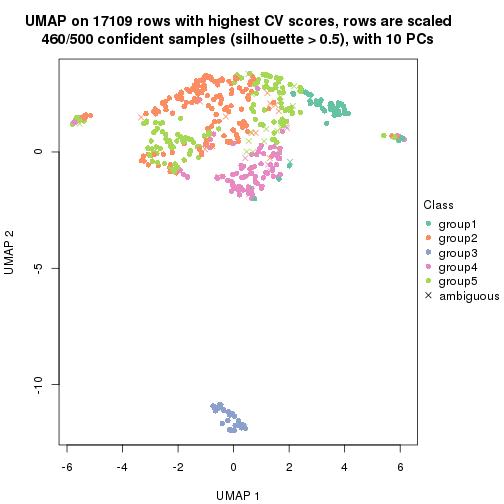 UMAP on 17109 rows with highest CV scores, rows are scaled
460/500 confident samples (silhouette > 0.5), with 10 PCs
0
-5
-10
UMAP 2
-6
-4
-2
0
2
4
6
UMAP 1
Class
group1
group2
group3
group4
group5
ambiguous